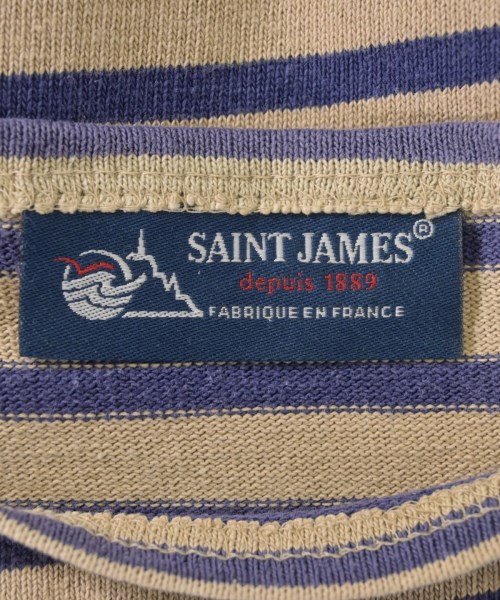 SAINT JAMES®
depuis 1889
FABRIQUE EN FRANCE